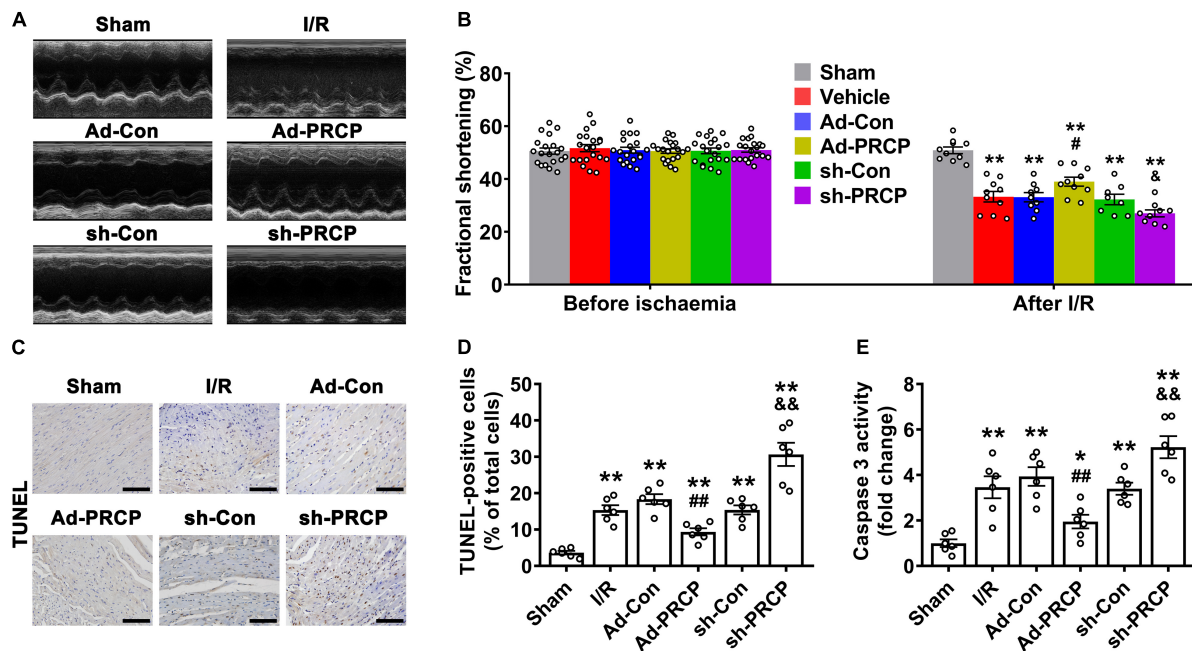 A
Sham
I/R
Ad-Con
Ad-PRCP
sh-Con
sh-PRCP
B
Fractional shortening (%)
80
60
40
20
0
Sham
Vehicle
Ad-Con
Ad-PRCP
sh-Con
sh-PRCP
**
**
**
#
**
**
&
Before ischaemia
After I/R
C
TUNEL
Sham
I/R
Ad-Con
Ad-PRCP
sh-Con
sh-PRCP
D
TUNEL-positive cells
(% of total cells)
50
40
30
20
10
0
**
**
**
##
**
**
&&
Sham
I/R
Ad-Con
Ad-PRCP
sh-Con
sh-PRCP
E
Caspase 3 activity
(fold change)
8
6
4
2
0
**
**
*
##
**
**
&&
Sham
I/R
Ad-Con
Ad-PRCP
sh-Con
sh-PRCP